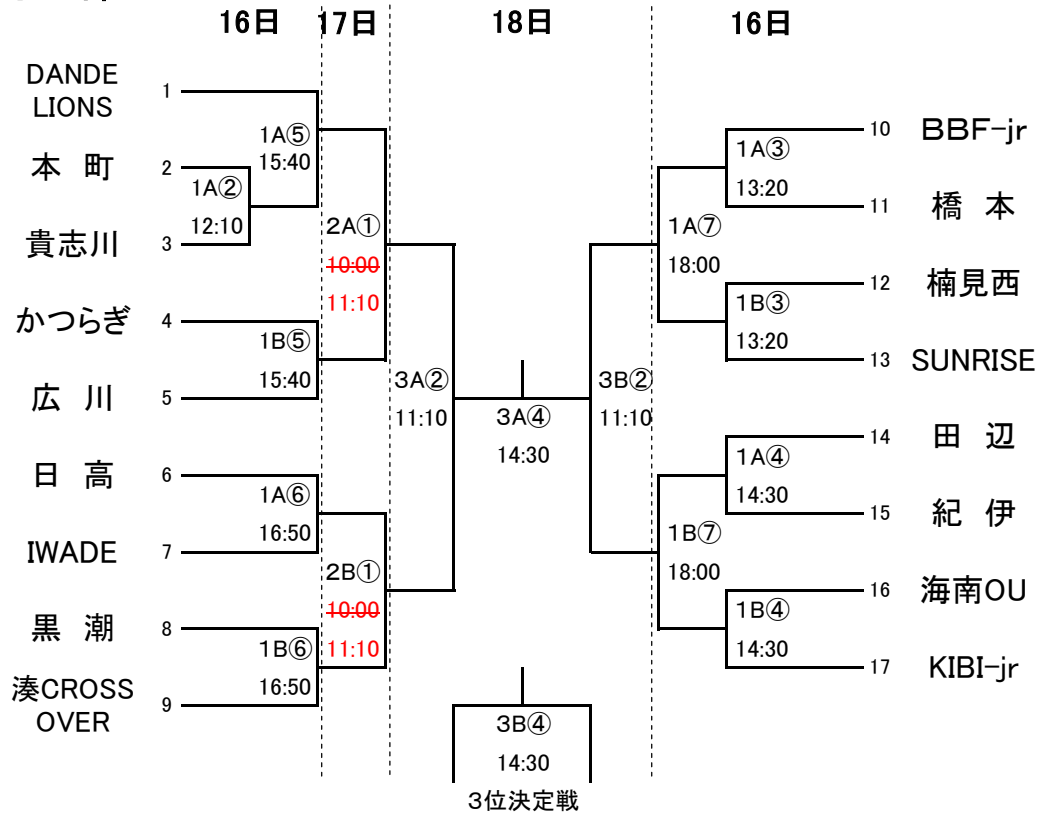 16日 17日 18日 16日
DANDE
LIONS
1
本 町
2
貴志川
3
かつらぎ
4
広 川
5
日 高
6
IWADE
7
黒 潮
8
湊CROSS
OVER
9
1A②
12:10
1A⑤
15:40
1B⑤
15:40
1A⑥
16:50
1B⑥
16:50
2A①
10:00
11:10
2B①
10:00
11:10
3A②
11:10
3A④
14:30
3B②
11:10
3B④
14:30
3位決定戦
1A⑦
18:00
1B⑦
18:00
1A③
13:20
1B③
13:20
1A④
14:30
1B④
14:30
10 BBF-jr
11 橋 本
12 楠見西
13 SUNRISE
14 田 辺
15 紀 伊
16 海南OU
17 KIBI-jr